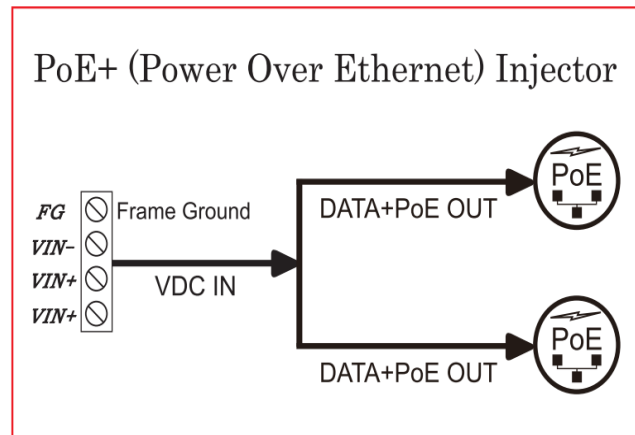 PoE+ (Power Over Ethernet) Injector
FG Frame Ground
VIN-
VIN+
VIN+
VDC IN
DATA+PoE OUT
PoE
DATA+PoE OUT
PoE